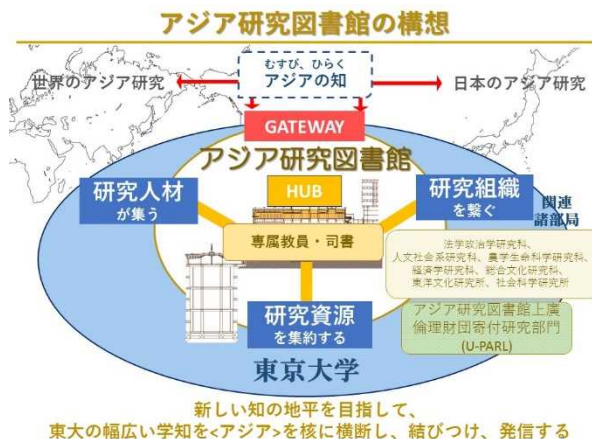 アジア研究図書館の構想
むすび、ひらく
アジアの知
世界のアジア研究
日本のアジア研究
GATEWAY
アジア研究図書館
研究人材
が集う
HUB
研究組織
を繋ぐ
専属教員・司書
関連
諸部局
法学政治学研究科、
人文社会系研究科、農学生命科学研究科、
経済学研究科、総合文化研究科、
東洋文化研究所、社会科学研究所
研究資源
を集約する
アジア研究図書館上廣
倫理財団寄付研究部門
(U-PARL)
東京大学
新しい知の地平を目指して、
東大の幅広い学知を<アジア>を核に横断し、結びつけ、発信する